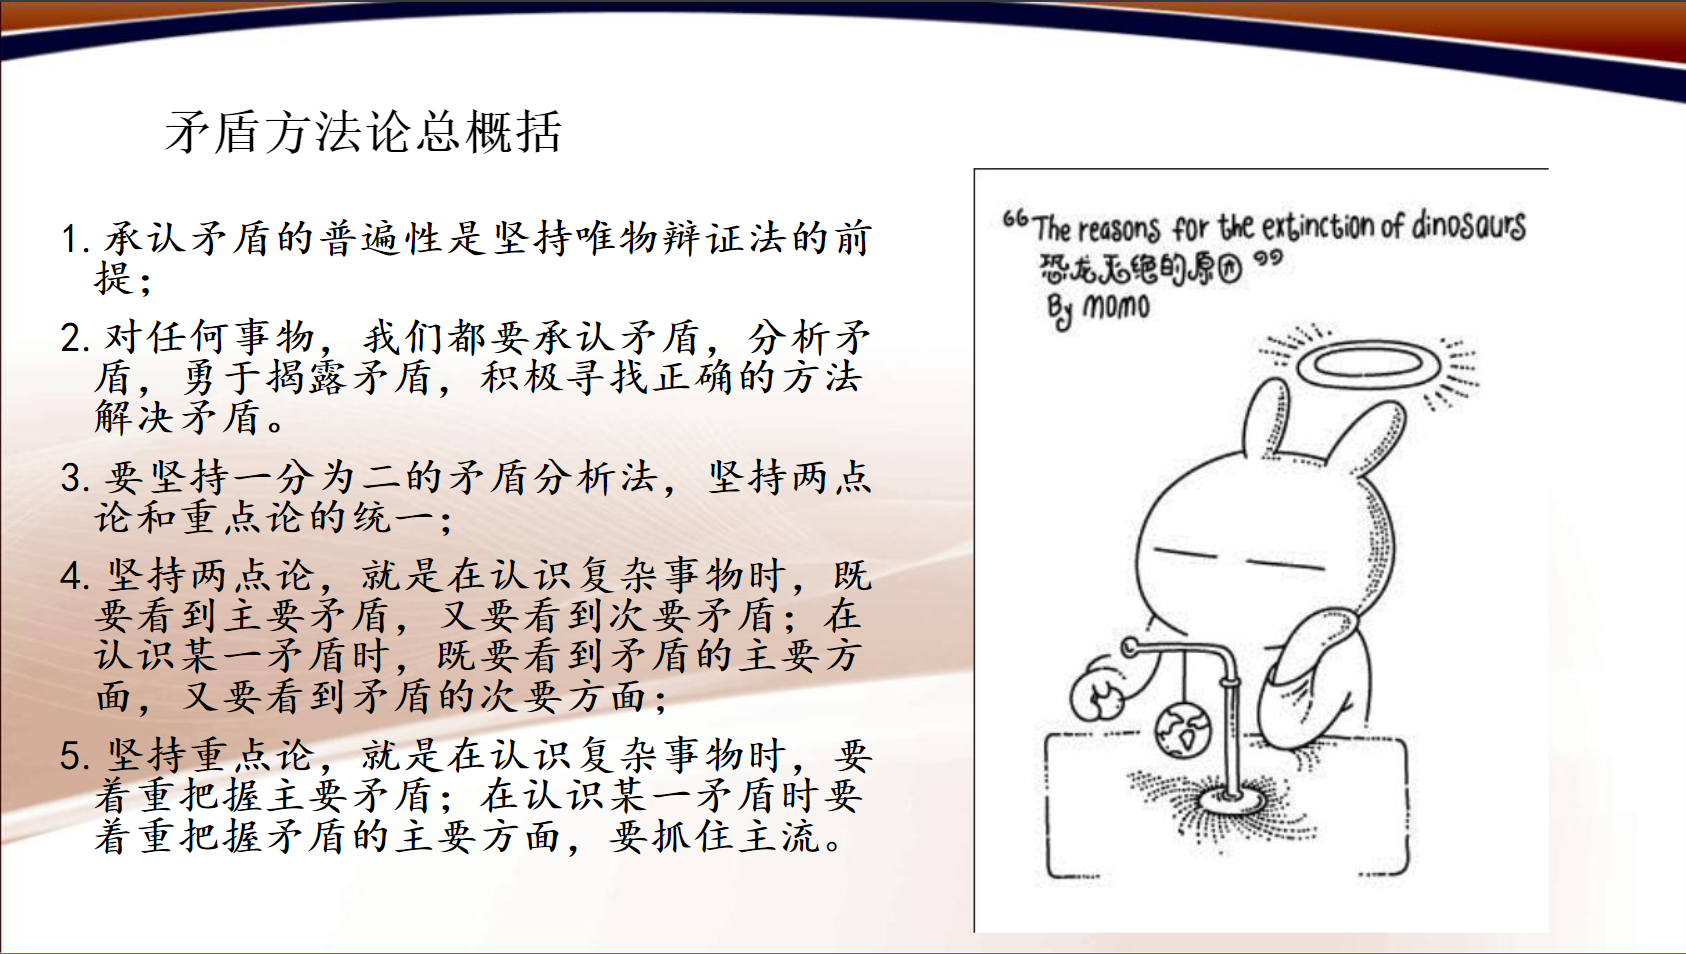 矛盾方法论总概括
1.承认矛盾的普遍性是坚持唯物辩证法的前
提；
2.对任何事物，我们都要承认矛盾，分析矛
盾，勇于揭露矛盾，积极寻找正确的方法
解决矛盾。
3.要坚持一分为二的矛盾分析法，坚持两点
论和重点论的统一；
4.坚持两点论，就是在认识复杂事物时，既
要看到主要矛盾，又要看到次要矛盾；在
认识某一矛盾时，既要看到矛盾的主要方
面，又要看到矛盾的次要方面；
5.坚持重点论，就是在认识复杂事物时，要
着重把握主要矛盾；在认识某一矛盾时要
着重把握矛盾的主要方面，要抓住主流。
“The reasons for the extinction of dinosaurs
恐龙灭绝的原因”
By momo